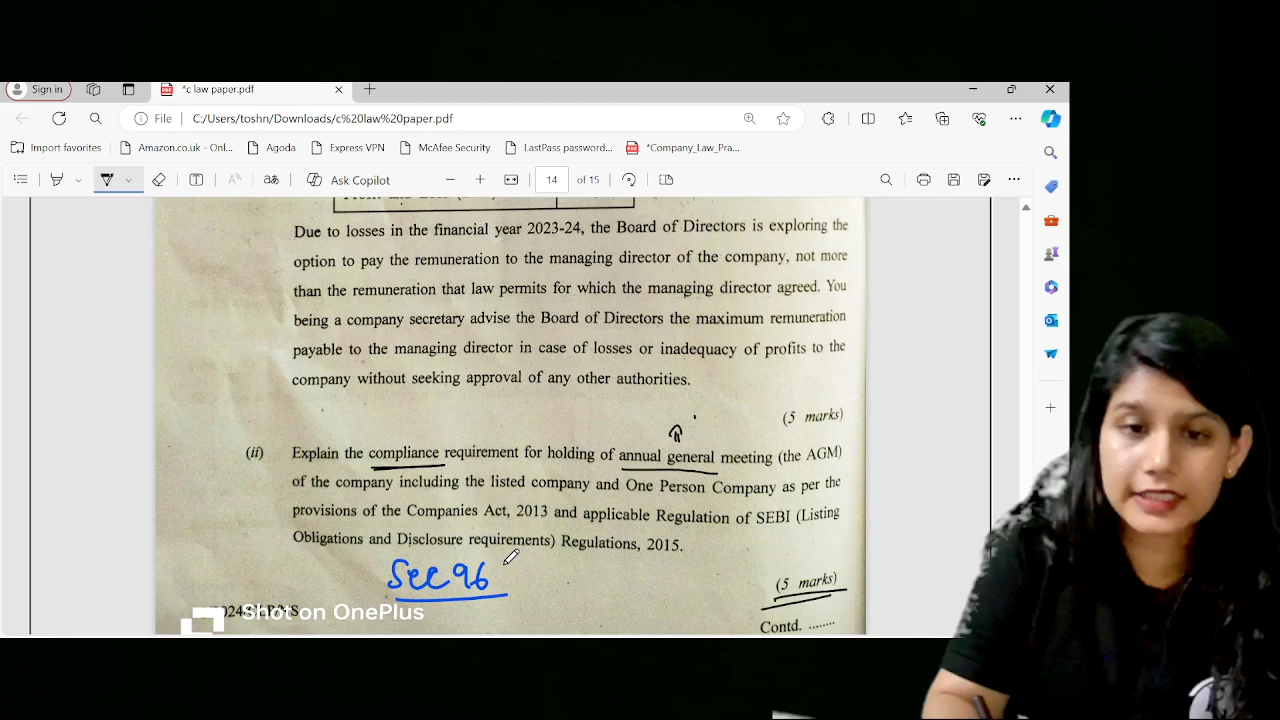 Sign in
*c law paper.pdf
File
C:/Users/toshn/Downloads/c%20law%20paper.pdf
Import favorites
Amazon.co.uk - Onl...
Agoda
Express VPN
McAfee Security
LastPass password...
*Company_Law_Pra...
Ask Copilot
14
of 15
Due to losses in the financial year 2023-24, the Board of Directors is exploring the
option to pay the remuneration to the managing director of the company, not more
than the remuneration that law permits for which the managing director agreed. You
being a company secretary advise the Board of Directors the maximum remuneration
payable to the managing director in case of losses or inadequacy of profits to the
company without seeking approval of any other authorities.
(5 marks)
(ii) Explain the compliance requirement for holding of annual general meeting (the AGM)
of the company including the listed company and One Person Company as per the
provisions of the Companies Act, 2013 and applicable Regulation of SEBI (Listing
Obligations and Disclosure requirements) Regulations, 2015.
Sec 96
(5 marks)
Shot on OnePlus
Contd. ........